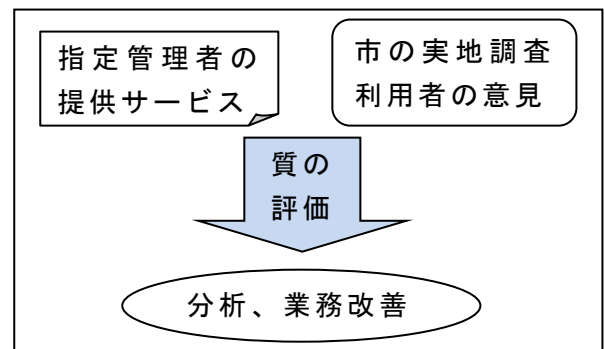 指定管理者の
提供サービス
市の実地調査
利用者の意見
質の
評価
分析、業務改善